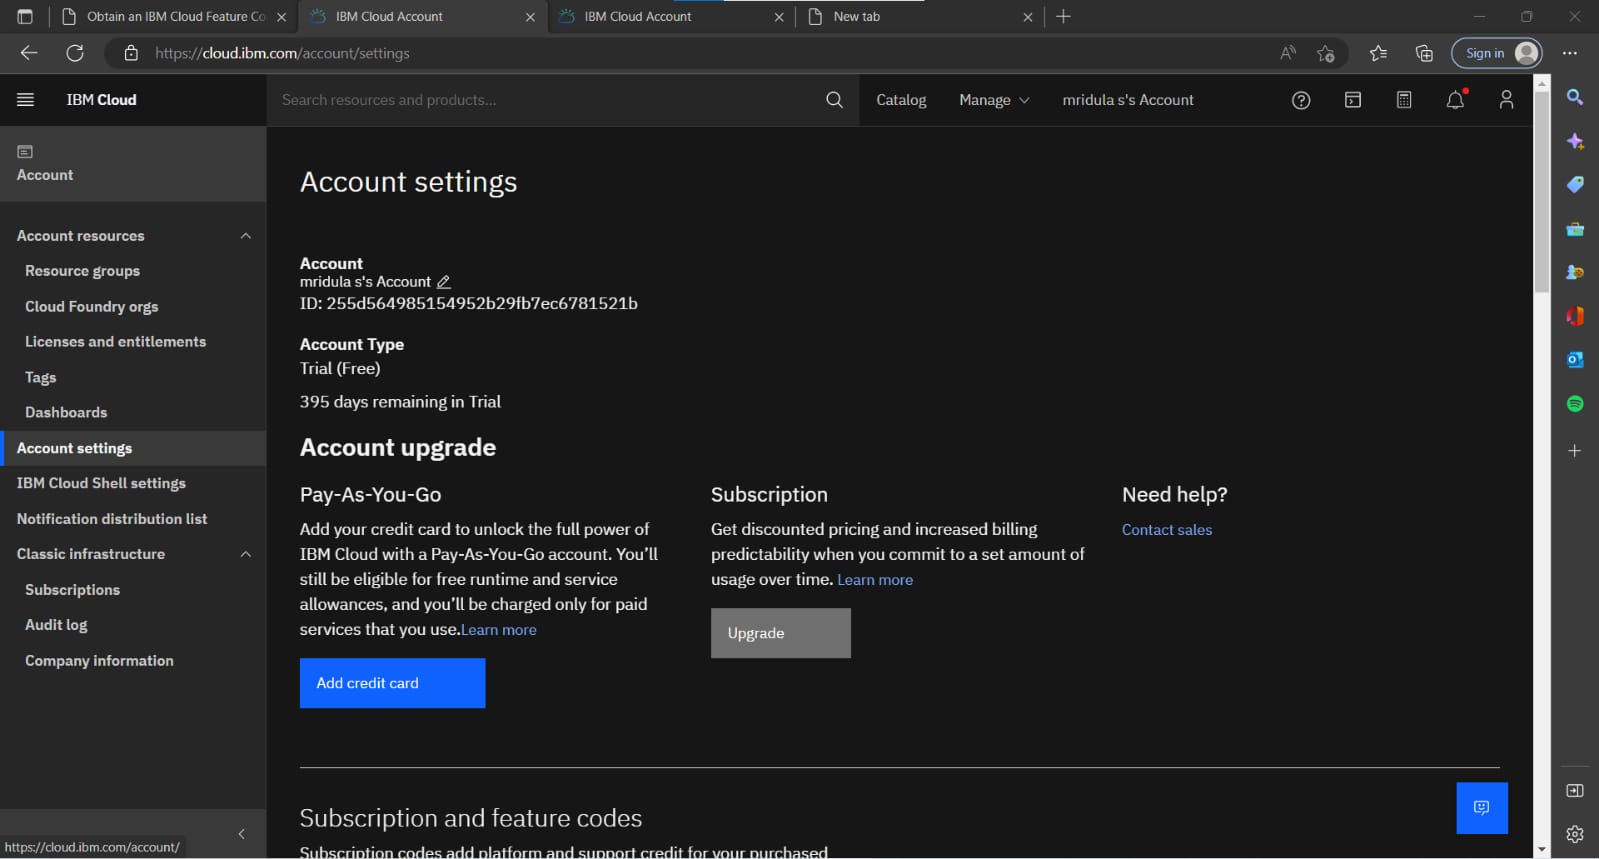 Obtain an IBM Cloud Feature Co
IBM Cloud Account
IBM Cloud Account
New tab
https://cloud.ibm.com/account/settings
Sign in
IBM Cloud
Search resources and products...
Catalog
Manage
mridula s's Account
Account
Account resources
Resource groups
Cloud Foundry orgs
Licenses and entitlements
Tags
Dashboards
Account settings
IBM Cloud Shell settings
Notification distribution list
Classic infrastructure
Subscriptions
Audit log
Company information
https://cloud.ibm.com/account/
Account settings
Account
mridula s's Account
ID: 255d564985154952b29fb7ec6781521b
Account Type
Trial (Free)
395 days remaining in Trial
Account upgrade
Pay-As-You-Go
Add your credit card to unlock the full power of
IBM Cloud with a Pay-As-You-Go account. You’ll
still be eligible for free runtime and service
allowances, and you’ll be charged only for paid
services that you use.Learn more
Add credit card
Subscription
Get discounted pricing and increased billing
predictability when you commit to a set amount of
usage over time. Learn more
Upgrade
Need help?
Contact sales
Subscription and feature codes
Subscription codes add platform and support credit for your purchased